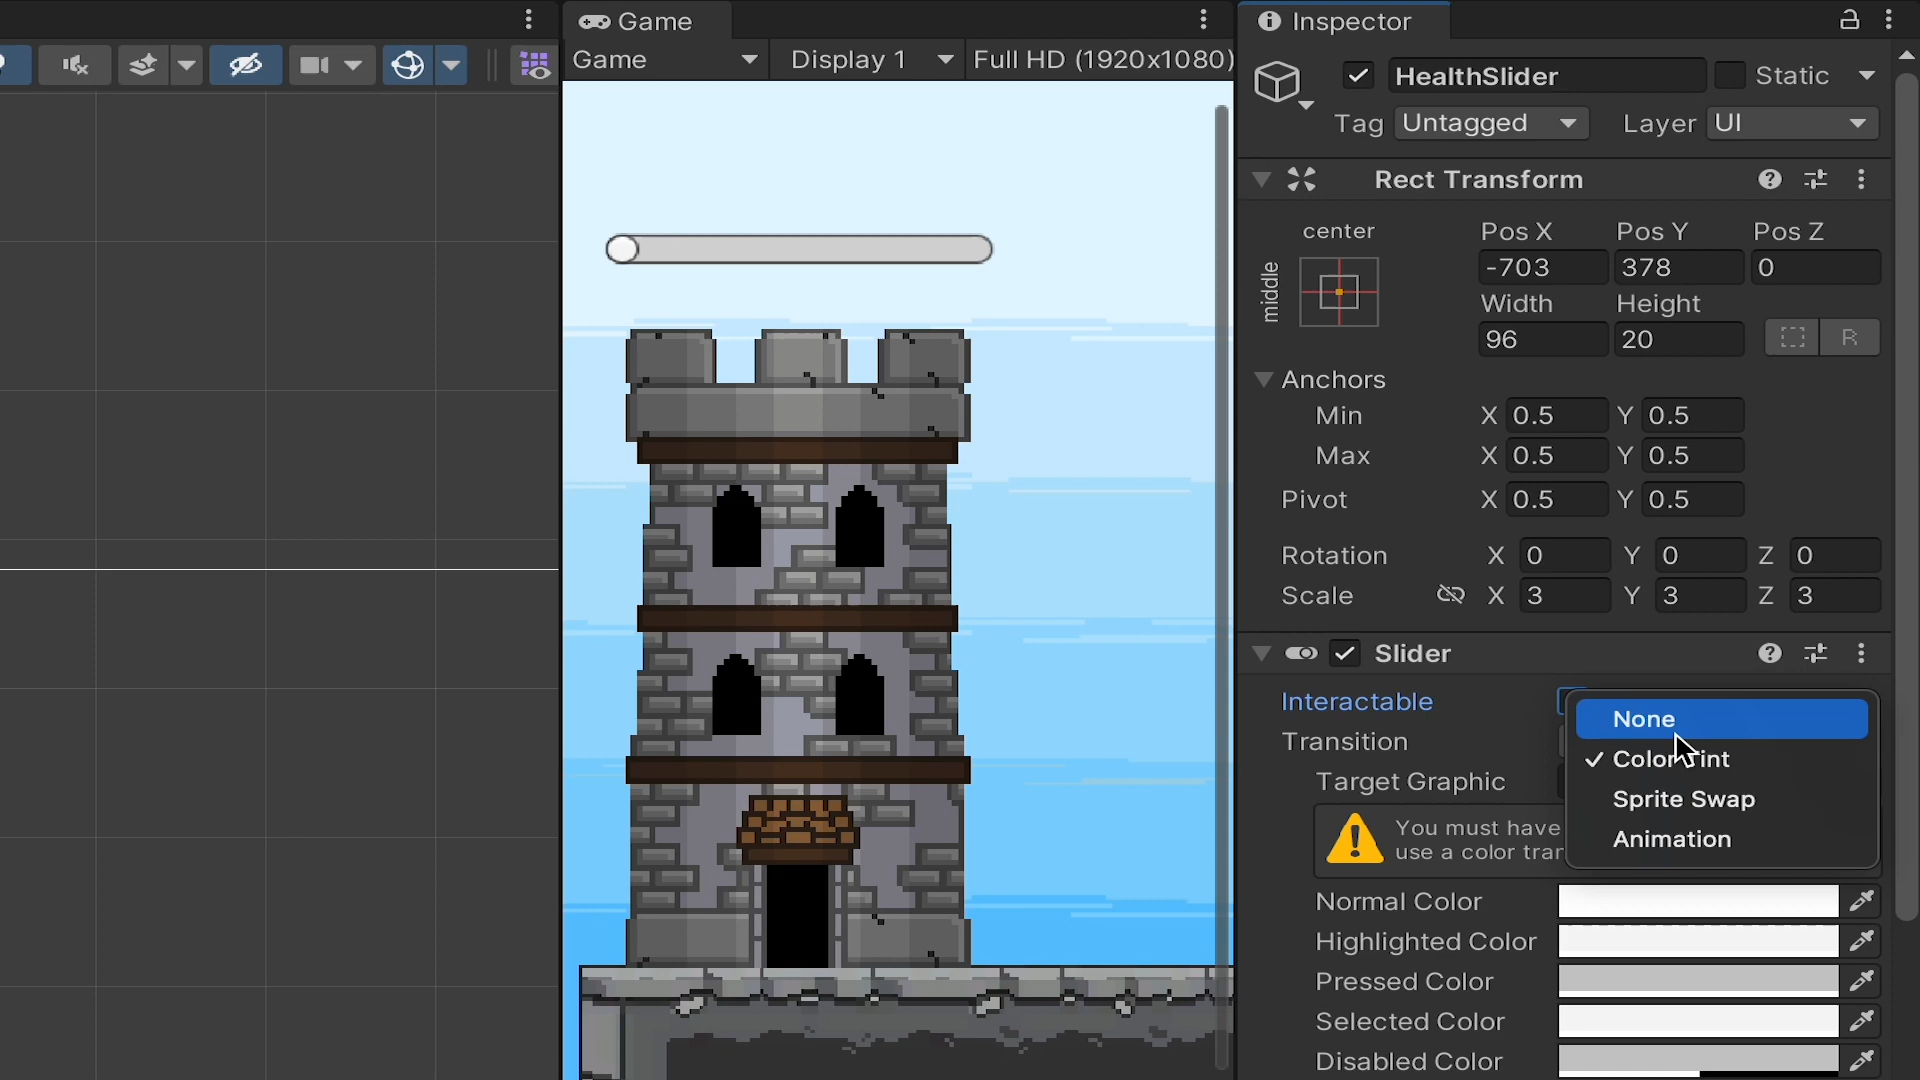 Game
Game
Display 1
Full HD (1920x1080)
Inspector
HealthSlider
Static
Tag
Untagged
Layer
UI
Rect Transform
center
middle
Pos X
Pos Y
Pos Z
-703
378
0
Width
Height
96
20
R
Anchors
Min
X 0.5
Y 0.5
Max
X 0.5
Y 0.5
Pivot
X 0.5
Y 0.5
Rotation
X 0
Y 0
Z 0
Scale
X 3
Y 3
Z 3
Slider
Interactable
Transition
Target Graphic
You must have
use a color tran
None
Color Tint
Sprite Swap
Animation
Normal Color
Highlighted Color
Pressed Color
Selected Color
Disabled Color